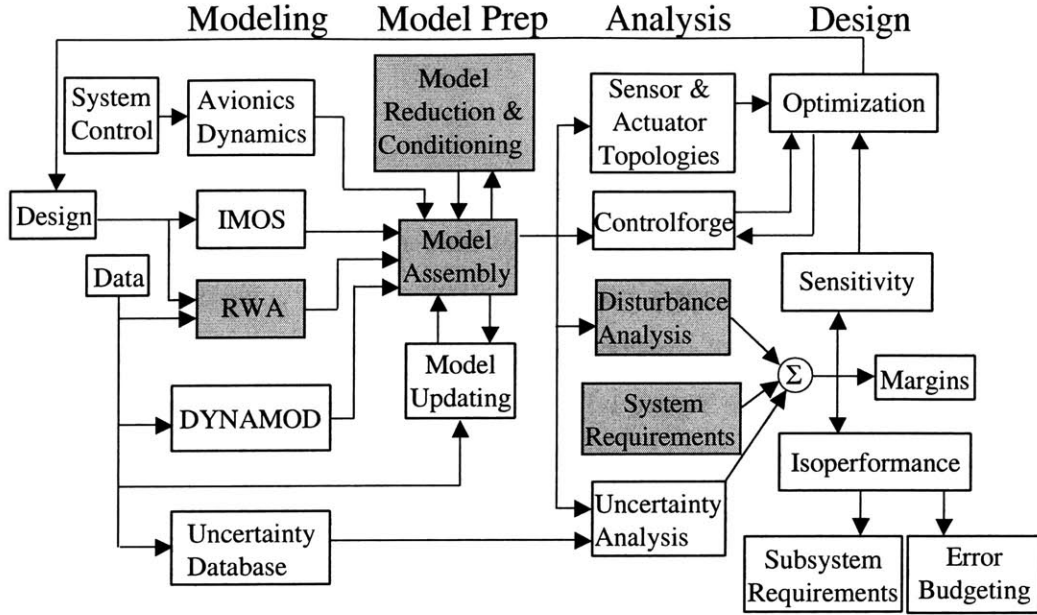 Modeling
Model Prep
Analysis
Design
System
Control
Avionics
Dynamics
Model
Reduction &
Conditioning
Sensor &
Actuator
Topologies
Optimization
Design
IMOS
Model
Assembly
Controlforge
Data
RWA
Disturbance
Analysis
Sensitivity
Model
Updating
Σ
Margins
DYNAMOD
System
Requirements
Isoperformance
Uncertainty
Database
Uncertainty
Analysis
Subsystem
Requirements
Error
Budgeting